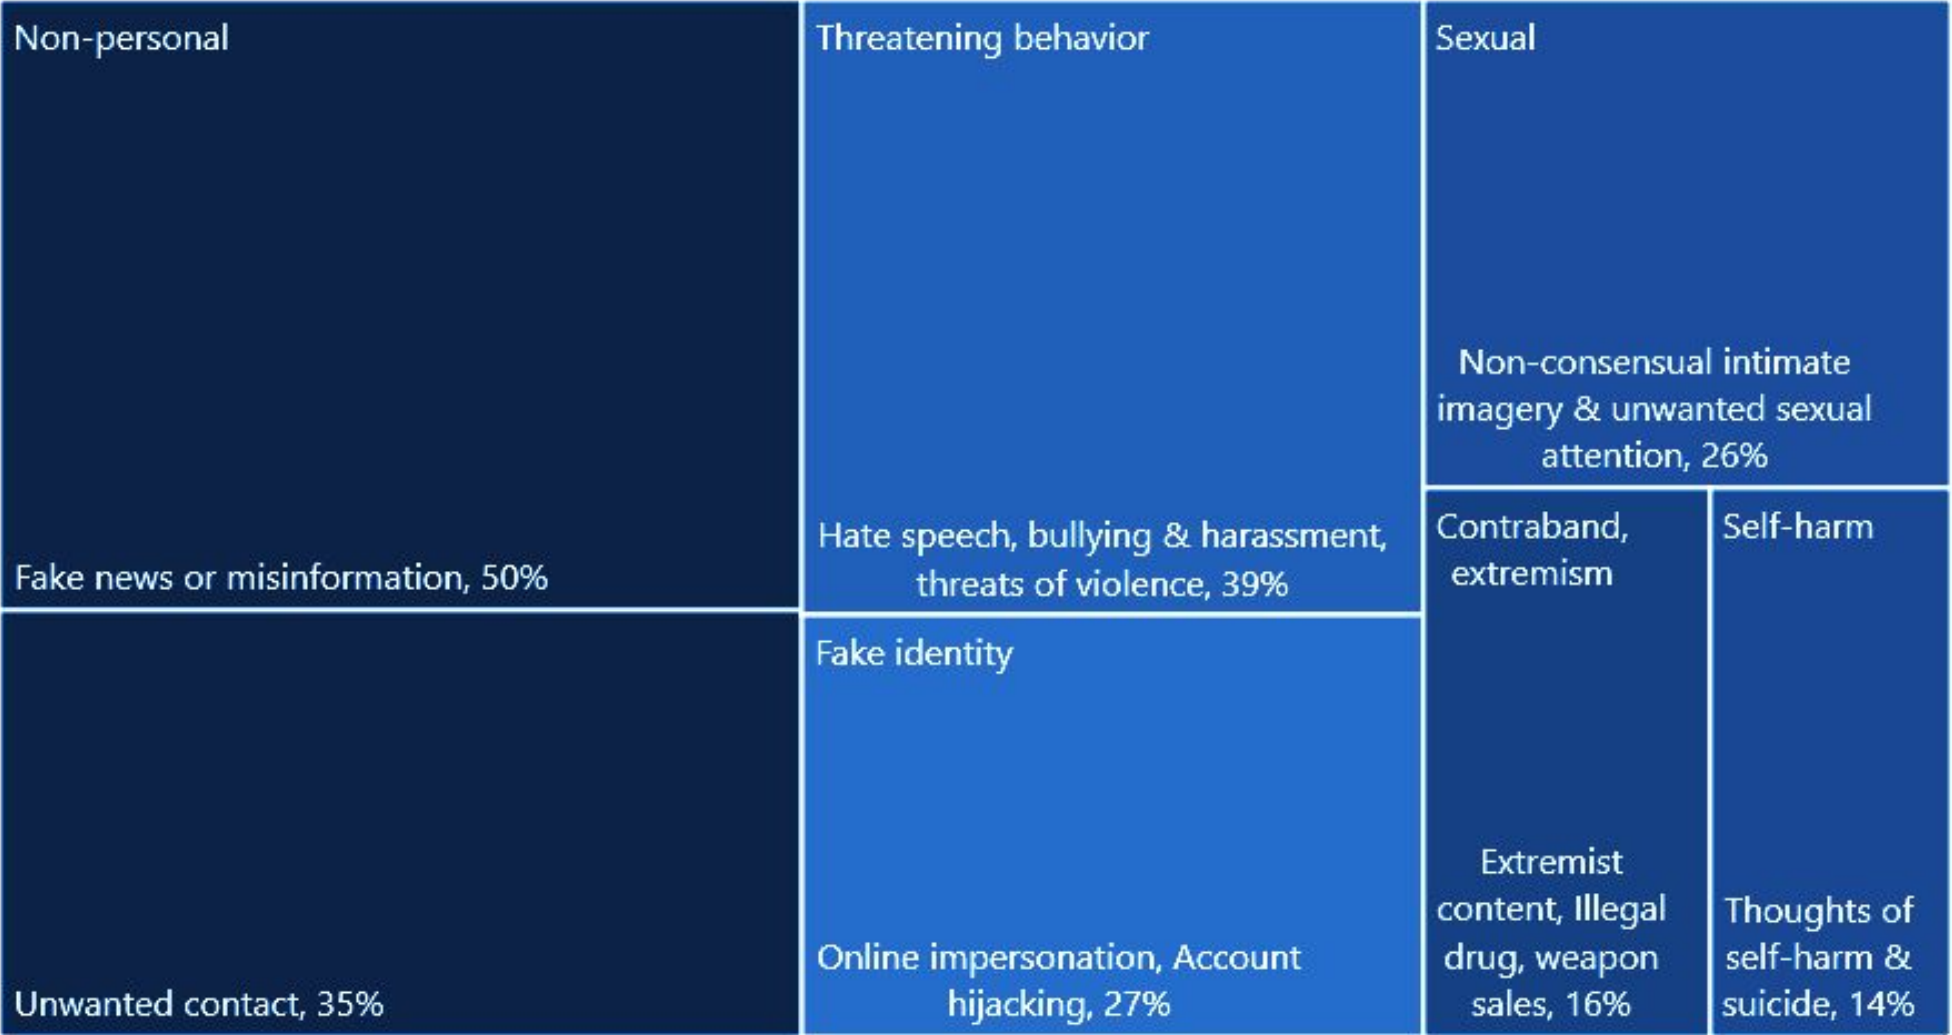 Non-personal
Fake news or misinformation, 50%
Unwanted contact, 35%
Threatening behavior
Hate speech, bullying & harassment,
threats of violence, 39%
Fake identity
Online impersonation, Account
hijacking, 27%
Sexual
Non-consensual intimate
imagery & unwanted sexual
attention, 26%
Contraband,
extremism
Extremist
content, Illegal
drug, weapon
sales, 16%
Self-harm
Thoughts of
self-harm &
suicide, 14%